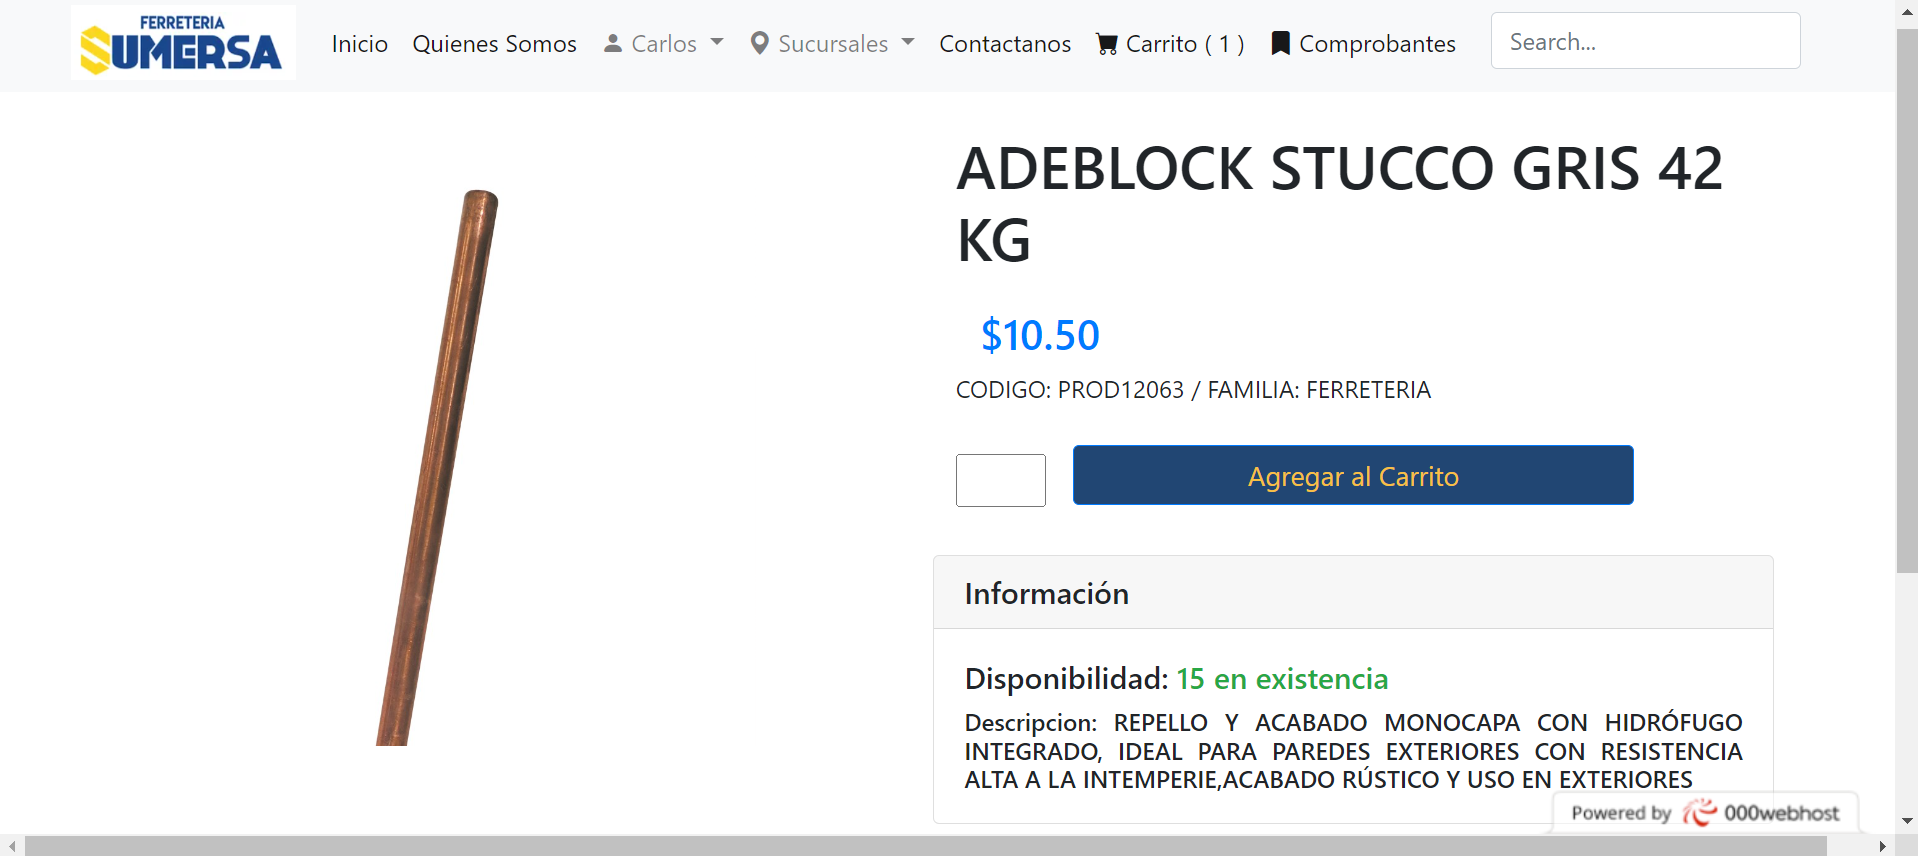 FERRETERIA
SUMERSA
Inicio
Quienes Somos
Carlos
Sucursales
Contactanos
Carrito ( 1 )
Comprobantes
Search...
ADEBLOCK STUCCO GRIS 42
KG
$10.50
CODIGO: PROD12063 / FAMILIA: FERRETERIA
Agregar al Carrito
Información
Disponibilidad: 15 en existencia
Descripcion: REPELLO Y ACABADO MONOCAPA CON HIDRÓFUGO
INTEGRADO, IDEAL PARA PAREDES EXTERIORES CON RESISTENCIA
ALTA A LA INTEMPERIE,ACABADO RÚSTICO Y USO EN EXTERIORES
Powered by 000webhost